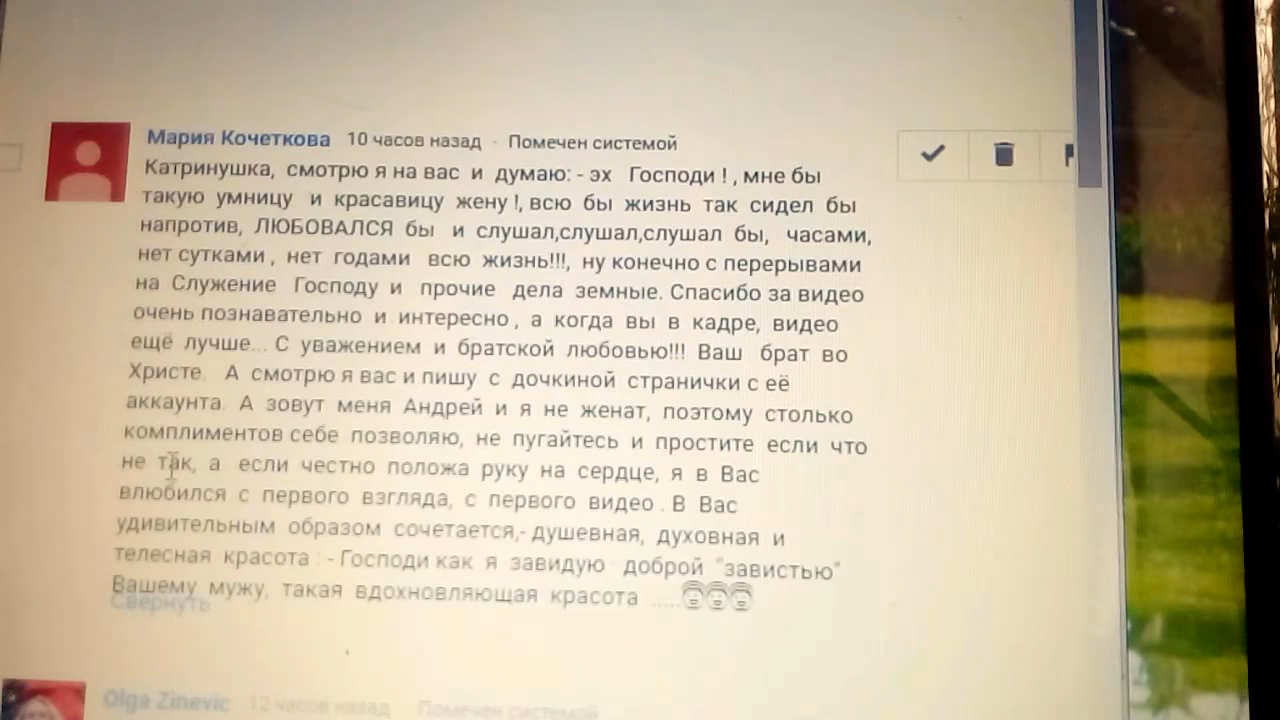 Мария Кочеткова 10 часов назад · Помечен системой
Катринушка, смотрю я на вас и думаю: - эх Господи ! , мне бы
такую умницу и красавицу жену !, всю бы жизнь так сидел бы
напротив, ЛЮБОВАЛСЯ бы и слушал,слушал,слушал бы, часами,
нет сутками , нет годами всю жизнь!!!, ну конечно с перерывами
на Служение Господу и прочие дела земные. Спасибо за видео
очень познавательно и интересно , а когда вы в кадре, видео
ещё лучше... С уважением и братской любовью!!! Ваш брат во
Христе. А смотрю я вас и пишу с дочкиной странички с её
аккаунта. А зовут меня Андрей и я не женат, поэтому столько
комплиментов себе позволяю, не пугайтесь и простите если что
не так, а если честно положа руку на сердце, я в Вас
влюбился с первого взгляда, с первого видео . В Вас
удивительным образом сочетается,- душевная, духовная и
телесная красота : - Господи как я завидую доброй "завистью"
Вашему мужу, такая вдохновляющая красота .....
Свернуть
Olga Zinevic 12 часов назад Помечен системой